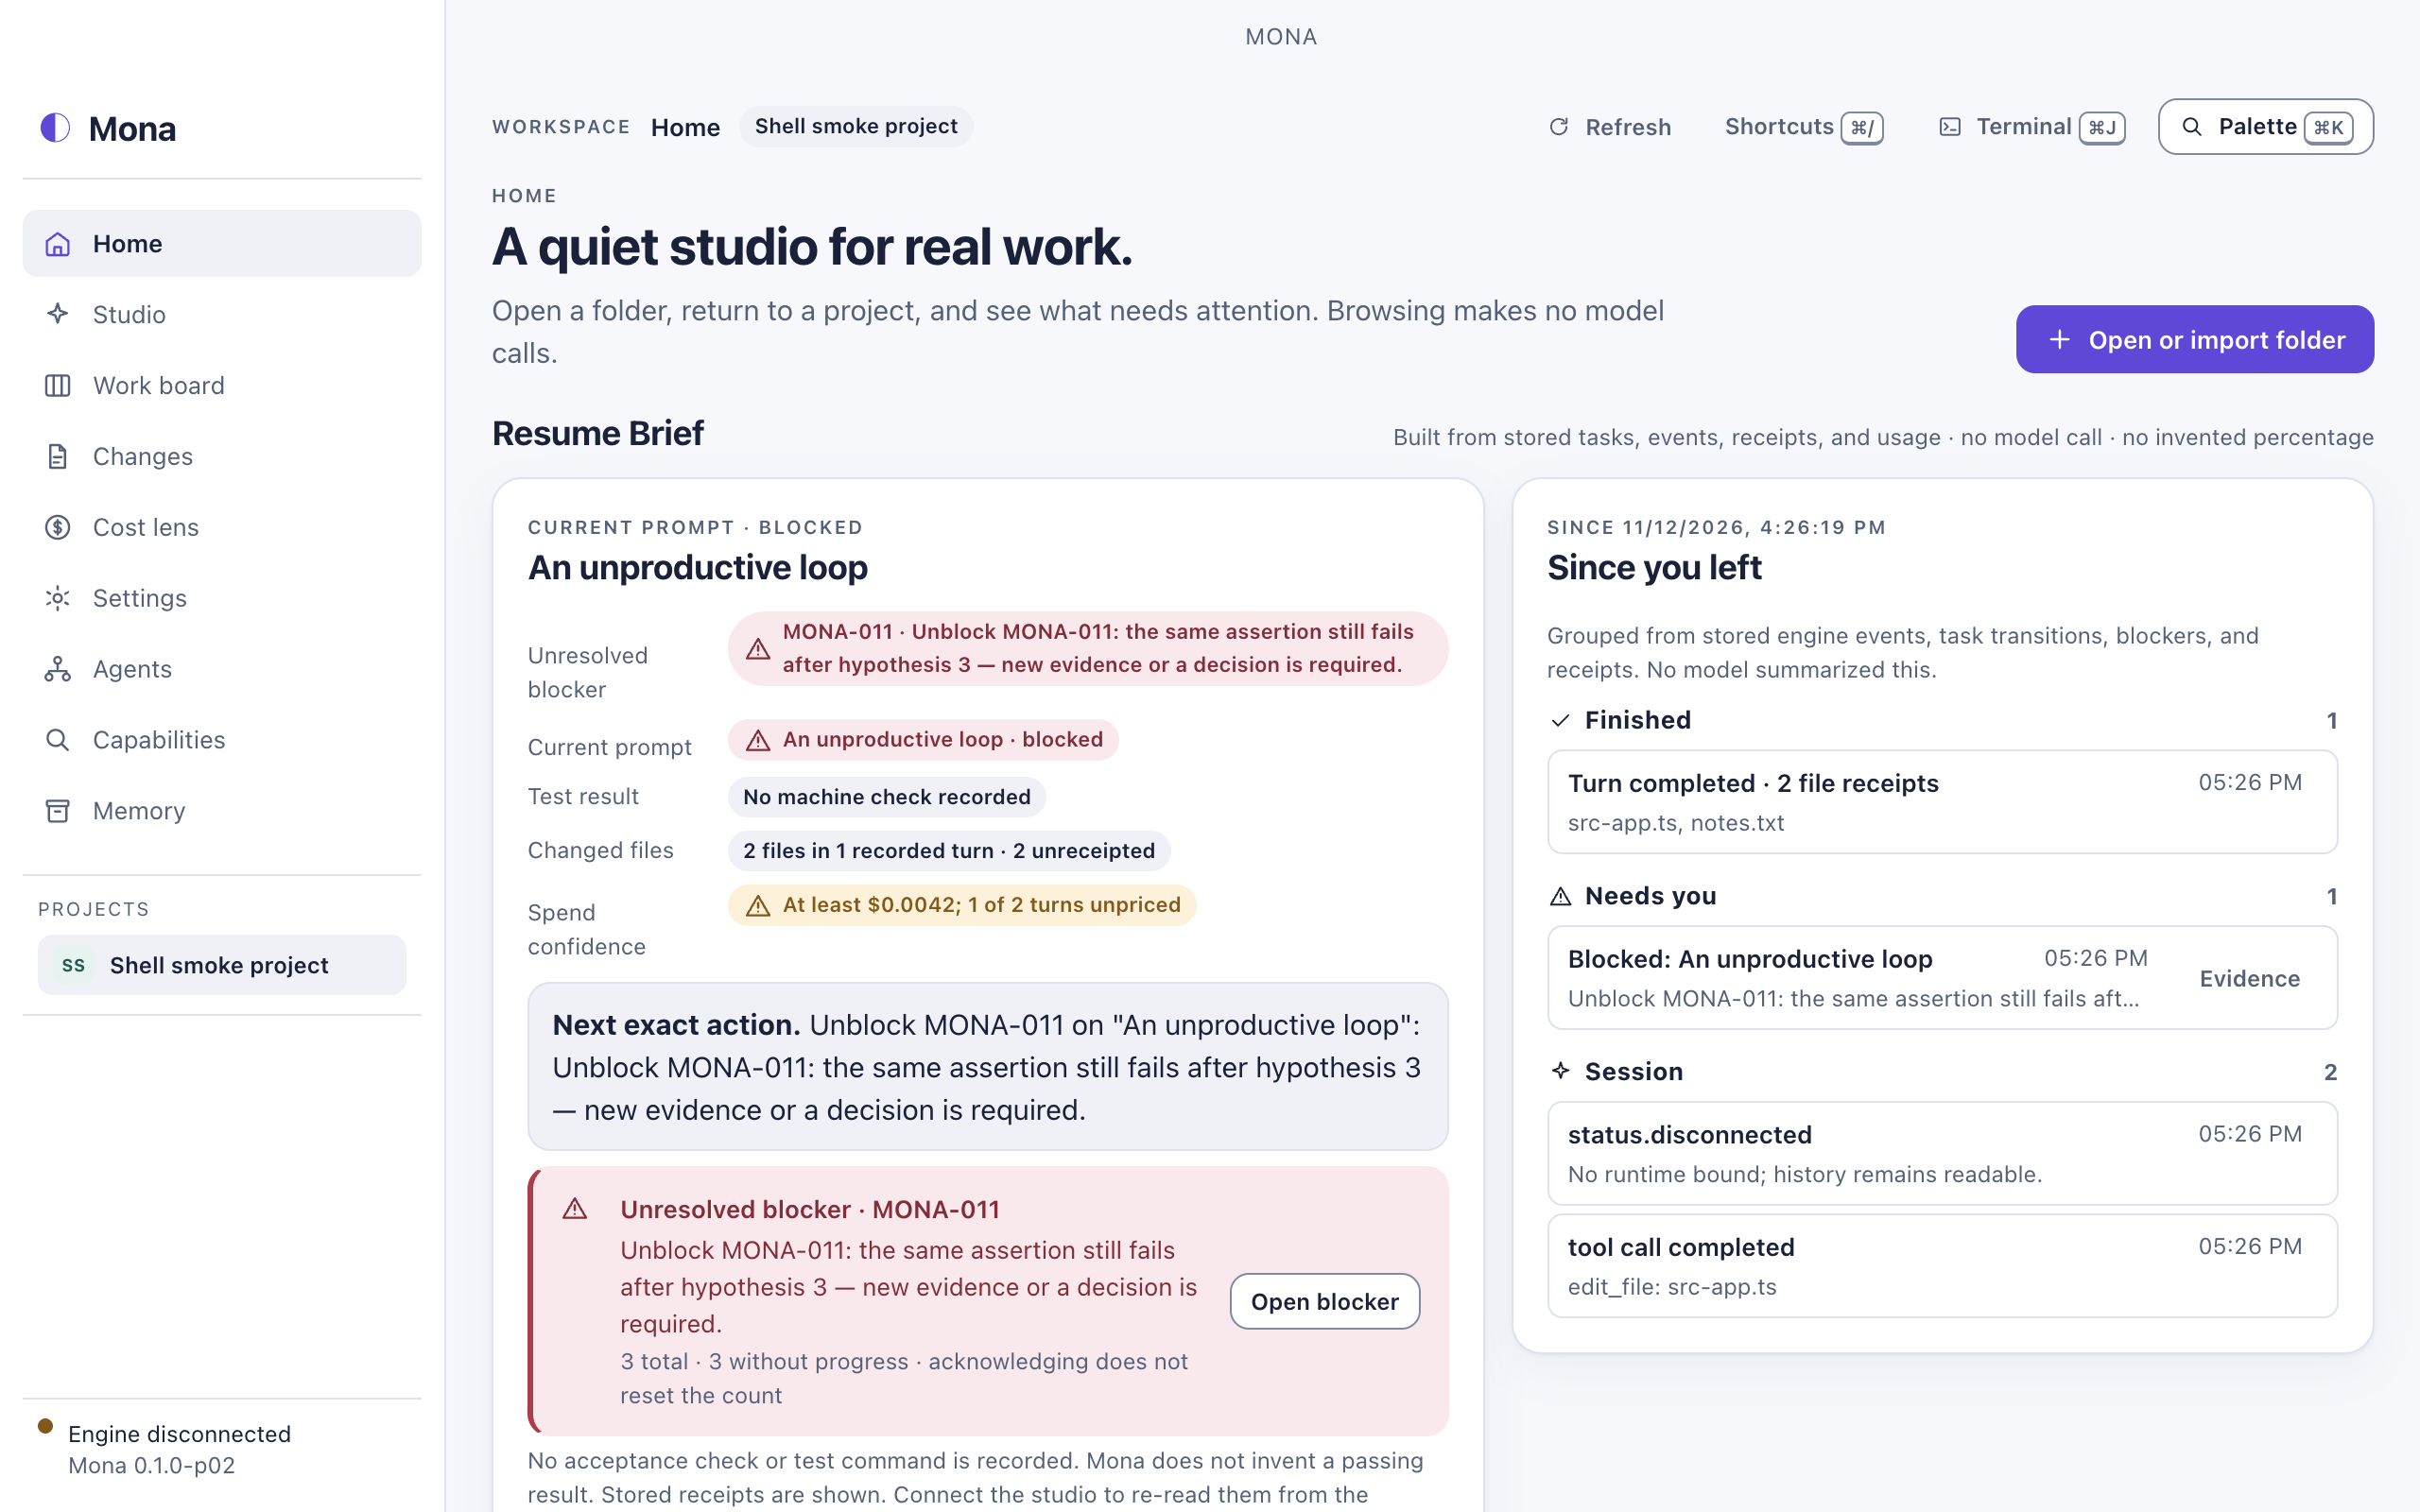 MONA
Mona
Home
Studio
Work board
Changes
Cost lens
Settings
Agents
Capabilities
Memory
PROJECTS
SS Shell smoke project
Engine disconnected
Mona 0.1.0-p02
WORKSPACE Home Shell smoke project
Refresh Shortcuts ⌘/ Terminal ⌘J Palette ⌘K
HOME
A quiet studio for real work.
Open a folder, return to a project, and see what needs attention. Browsing makes no model
calls.
Open or import folder
Resume Brief
Built from stored tasks, events, receipts, and usage · no model call · no invented percentage
CURRENT PROMPT · BLOCKED
An unproductive loop
Unresolved
blocker
MONA-011 · Unblock MONA-011: the same assertion still fails
after hypothesis 3 — new evidence or a decision is required.
Current prompt An unproductive loop · blocked
Test result No machine check recorded
Changed files 2 files in 1 recorded turn · 2 unreceipted
Spend
confidence
At least $0.0042; 1 of 2 turns unpriced
Next exact action. Unblock MONA-011 on "An unproductive loop":
Unblock MONA-011: the same assertion still fails after hypothesis 3
— new evidence or a decision is required.
Unresolved blocker · MONA-011
Unblock MONA-011: the same assertion still fails
after hypothesis 3 — new evidence or a decision is
required.
3 total · 3 without progress · acknowledging does not
reset the count
Open blocker
No acceptance check or test command is recorded. Mona does not invent a passing
result. Stored receipts are shown. Connect the studio to re-read them from the
SINCE 11/12/2026, 4:26:19 PM
Since you left
Grouped from stored engine events, task transitions, blockers, and
receipts. No model summarized this.
Finished 1
Turn completed · 2 file receipts 05:26 PM
src-app.ts, notes.txt
Needs you 1
Blocked: An unproductive loop 05:26 PM
Unblock MONA-011: the same assertion still fails aft...
Evidence
Session 2
status.disconnected 05:26 PM
No runtime bound; history remains readable.
tool call completed 05:26 PM
edit_file: src-app.ts